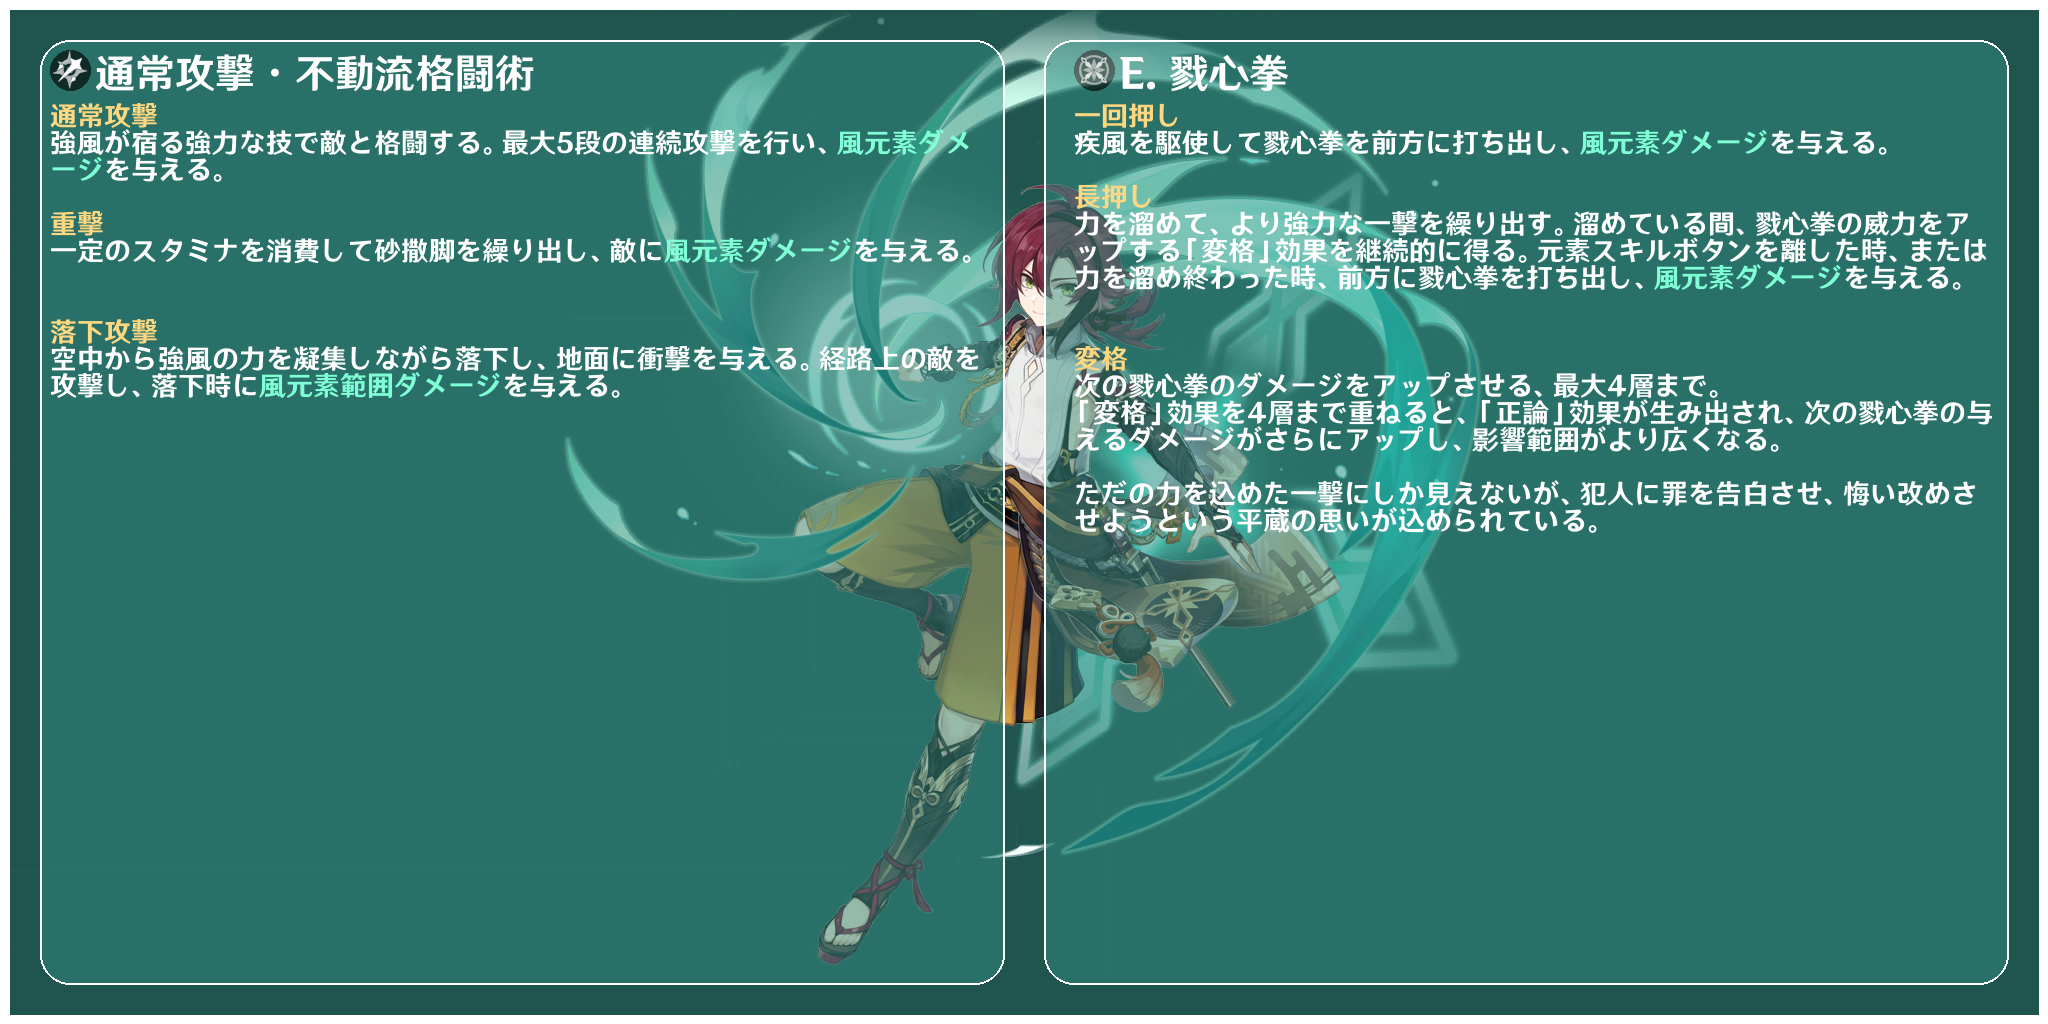 通常攻撃・不動流格闘術
通常攻撃
強風が宿る強力な技で敵と格闘する。最大5段の連続攻撃を行い、風元素ダメ
ージを与える。
重撃
一定のスタミナを消費して砂撒脚を繰り出し、敵に風元素ダメージを与える。
落下攻撃
空中から強風の力を凝集しながら落下し、地面に衝撃を与える。経路上の敵を
攻撃し、落下時に風元素範囲ダメージを与える。
E. 戮心拳
一回押し
疾風を駆使して戮心拳を前方に打ち出し、風元素ダメージを与える。
長押し
力を溜めて、より強力な一撃を繰り出す。溜めている間、戮心拳の威力をア
ップする「変格」効果を継続的に得る。元素スキルボタンを離した時、または
力を溜め終わった時、前方に戮心拳を打ち出し、風元素ダメージを与える。
変格
次の戮心拳のダメージをアップさせる、最大4層まで。
「変格」効果を4層まで重ねると、「正論」効果が生み出され、次の戮心拳の与
えるダメージがさらにアップし、影響範囲がより広くなる。
ただの力を込めた一撃にしか見えないが、犯人に罪を告白させ、悔い改めさ
せようという平蔵の思いが込められている。